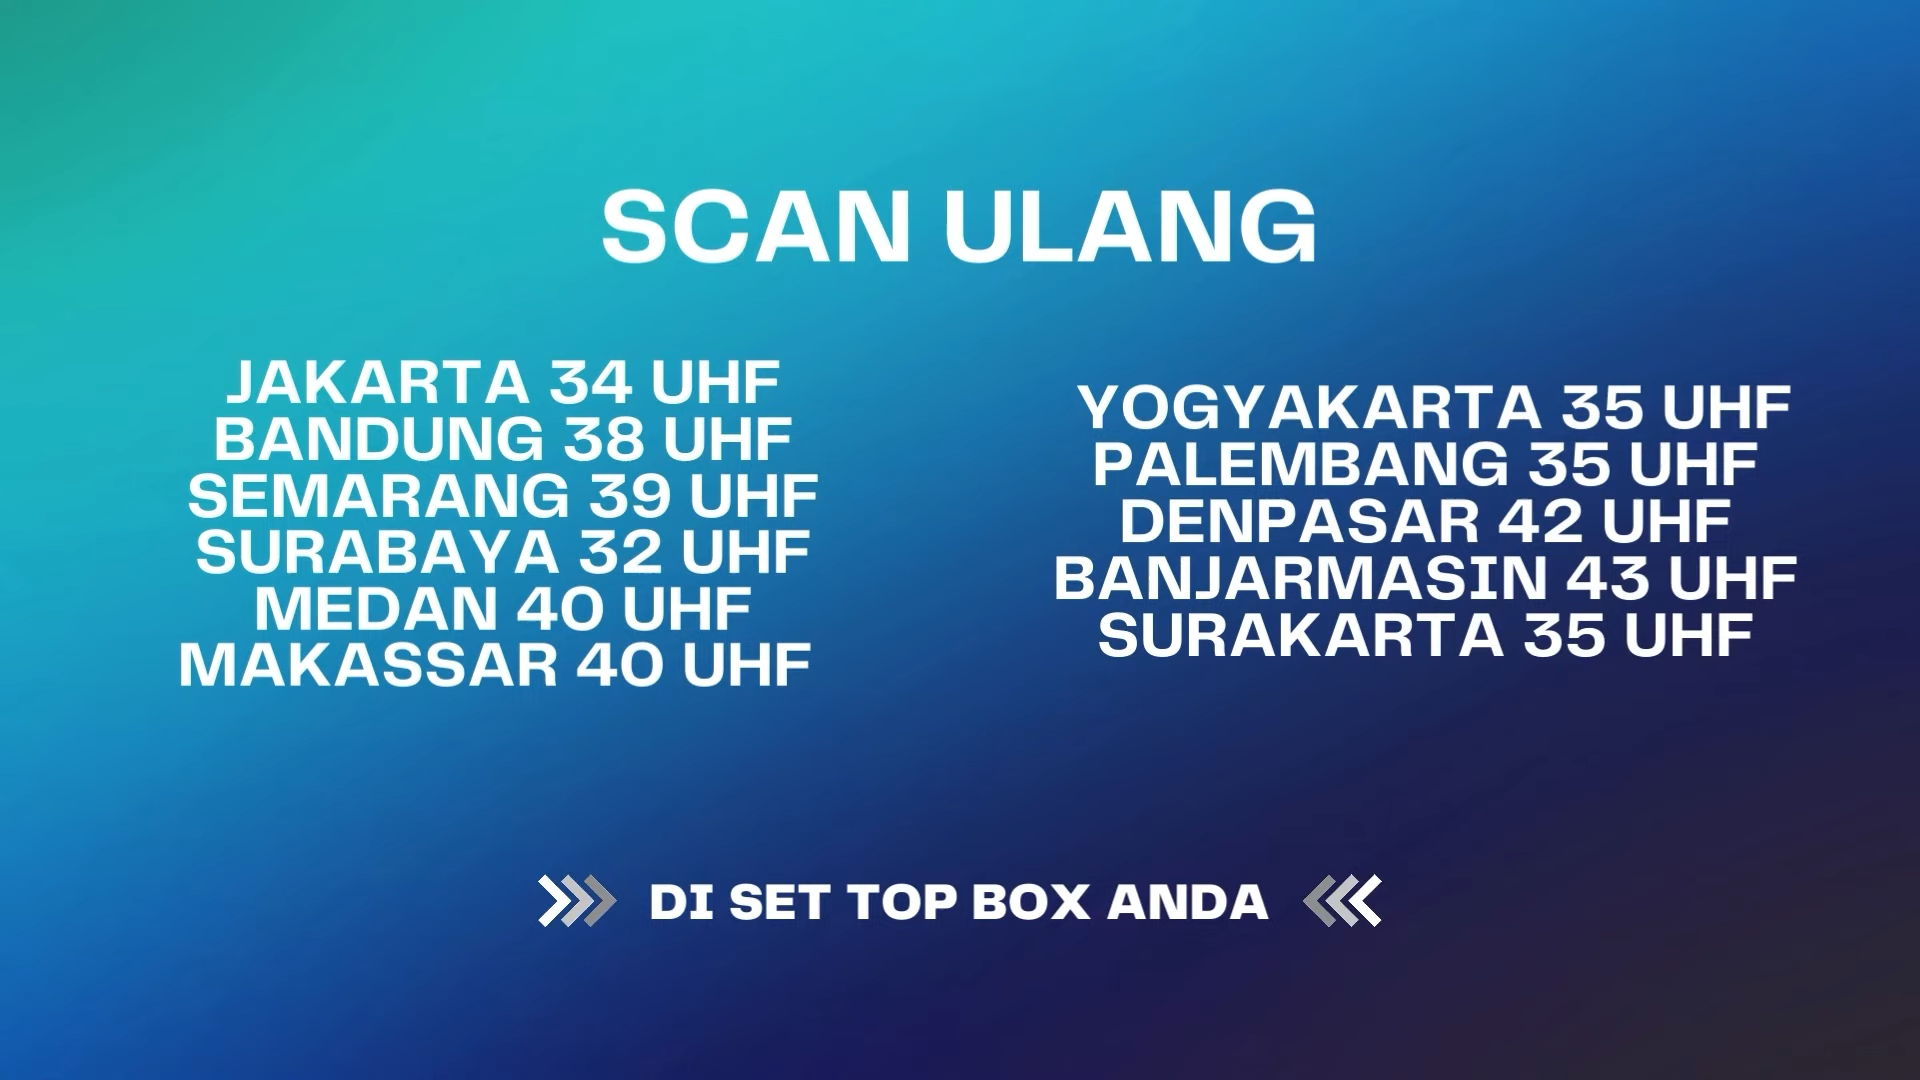 SCAN ULANG
JAKARTA 34 UHF
BANDUNG 38 UHF
SEMARANG 39 UHF
SURABAYA 32 UHF
MEDAN 40 UHF
MAKASSAR 40 UHF
YOGYAKARTA 35 UHF
PALEMBANG 35 UHF
DENPASAR 42 UHF
BANJARMASIN 43 UHF
SURAKARTA 35 UHF
DI SET TOP BOX ANDA